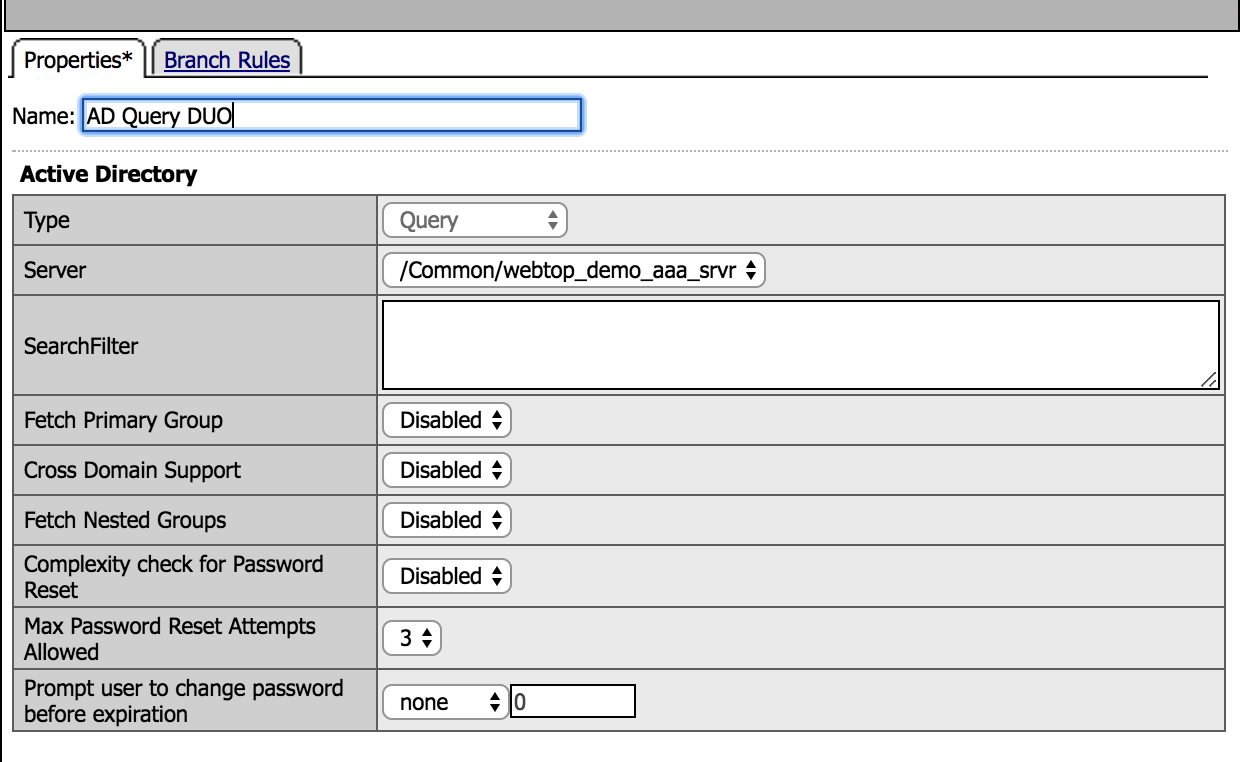 Properties* Branch Rules
Name: AD Query DUO
Active Directory
Type Query
Server /Common/webtop_demo_aaa_srvr
SearchFilter
Fetch Primary Group Disabled
Cross Domain Support Disabled
Fetch Nested Groups Disabled
Complexity check for Password
Reset Disabled
Max Password Reset Attempts
Allowed 3
Prompt user to change password
before expiration none 0